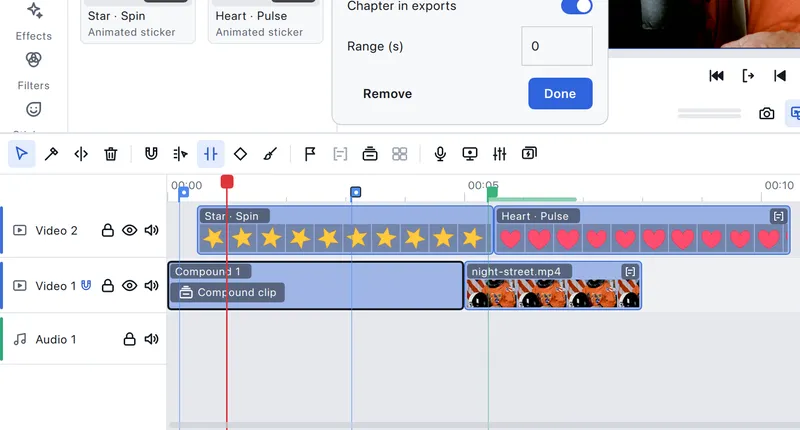 Effects
Filters
Star · Spin
Animated sticker
Heart · Pulse
Animated sticker
Chapter in exports
Range (s)
0
Remove
Done
00:00
00:05
00:10
Video 2
Star · Spin
Heart · Pulse
Video 1
Compound 1
Compound clip
night-street.mp4
Audio 1